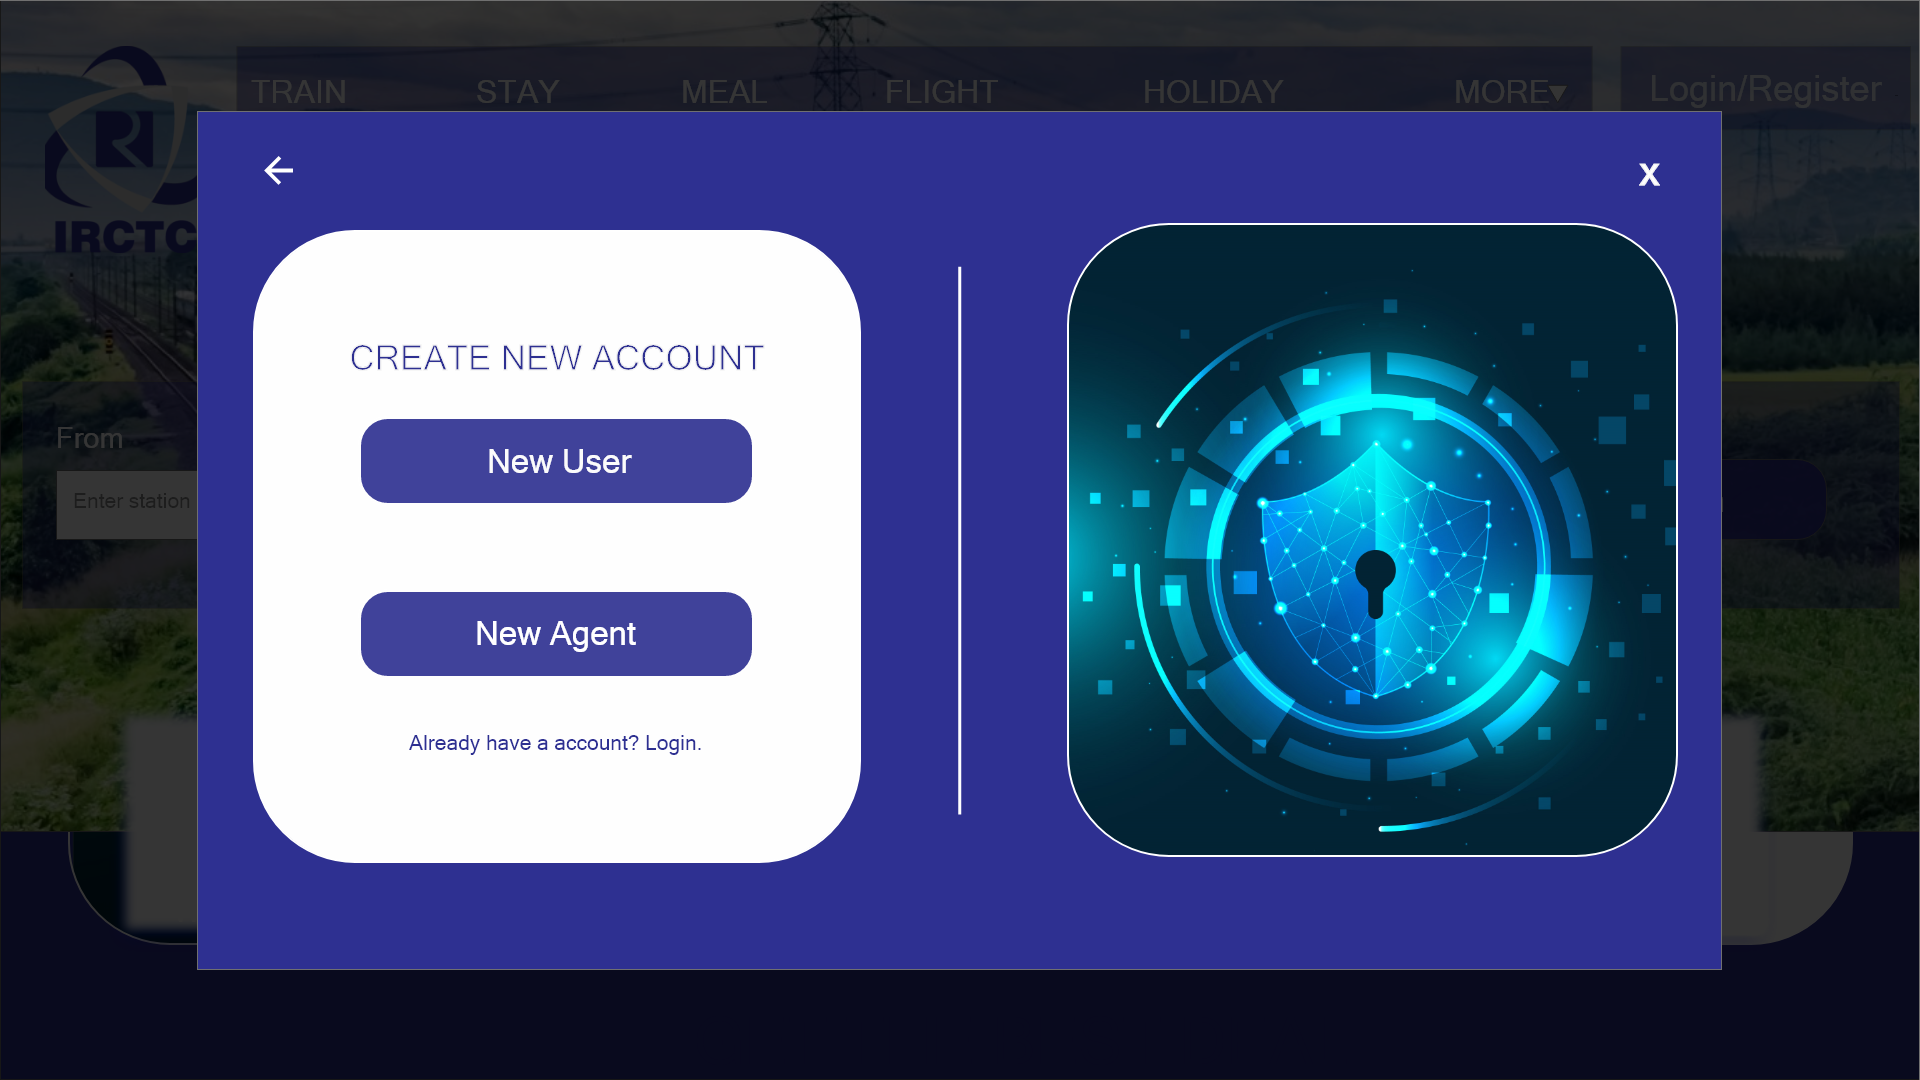 TRAIN STAY MEAL FLIGHT HOLIDAY MORE▾ Login/Register
R
IRCTC
X
CREATE NEW ACCOUNT
From
New User
Enter station
New Agent
Already have a account? Login.